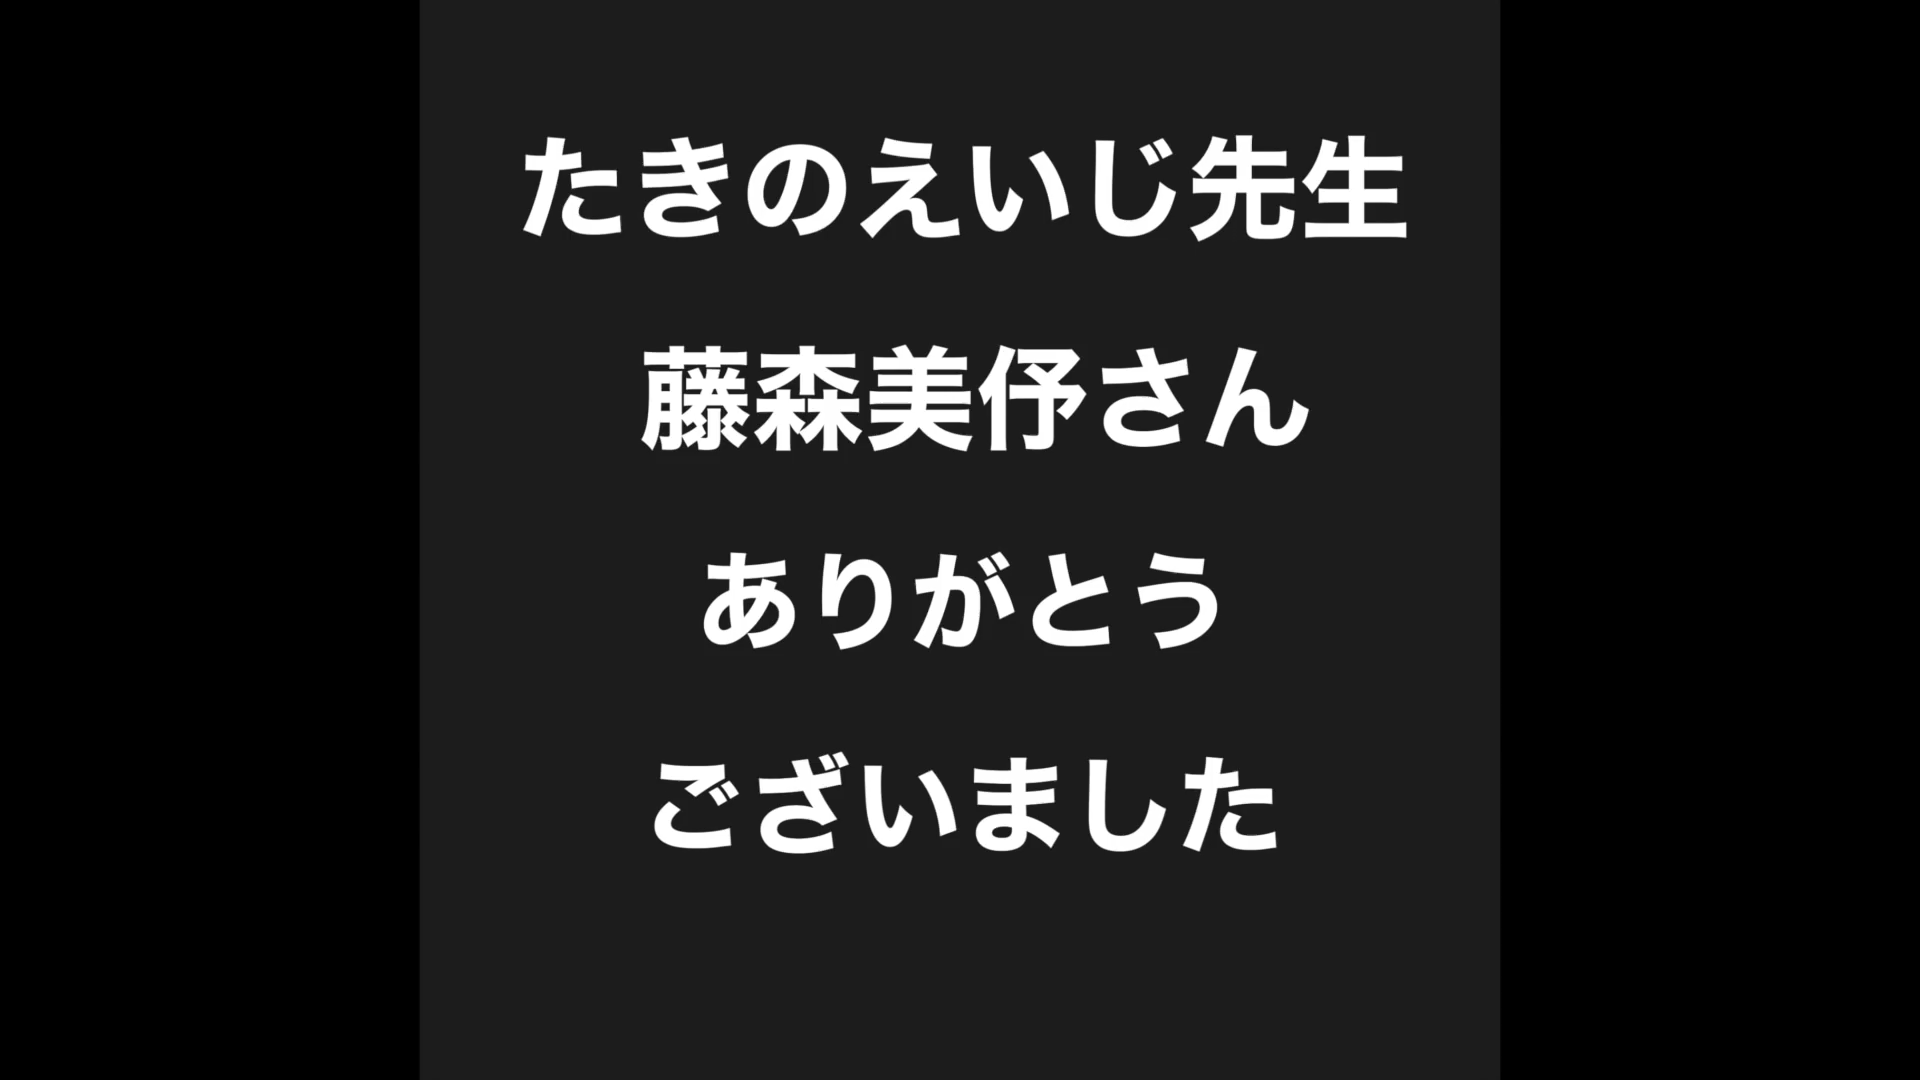 たきのえいじ先生
藤森美伃さん
ありがとう
ございました